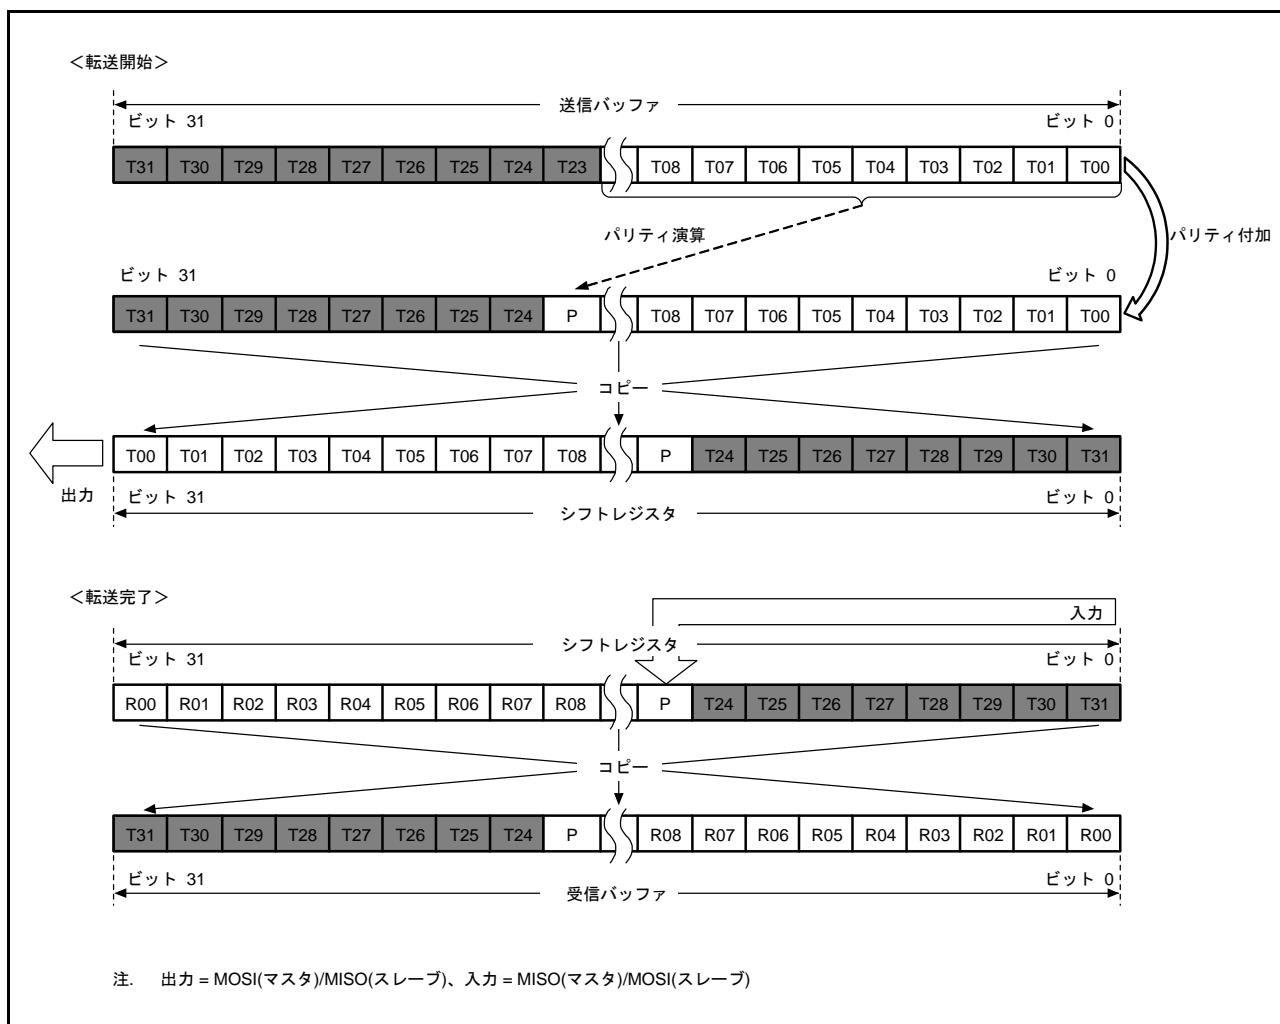 ＜転送開始＞
送信バッファ
ビット 31 ビット 0
T31 T30 T29 T28 T27 T26 T25 T24 T23 T08 T07 T06 T05 T04 T03 T02 T01 T00
パリティ演算 パリティ付加
ビット 31 ビット 0
T31 T30 T29 T28 T27 T26 T25 T24 P T08 T07 T06 T05 T04 T03 T02 T01 T00
コピー
T00 T01 T02 T03 T04 T05 T06 T07 T08 P T24 T25 T26 T27 T28 T29 T30 T31
出力 ビット 31 ビット 0
シフトレジスタ
＜転送完了＞
入力
シフトレジスタ
ビット 31 ビット 0
R00 R01 R02 R03 R04 R05 R06 R07 R08 P T24 T25 T26 T27 T28 T29 T30 T31
コピー
T31 T30 T29 T28 T27 T26 T25 T24 P R08 R07 R06 R05 R04 R03 R02 R01 R00
ビット 31 ビット 0
受信バッファ
注. 出力 = MOSI(マスタ)/MISO(スレーブ)、入力 = MISO(マスタ)/MOSI(スレーブ)